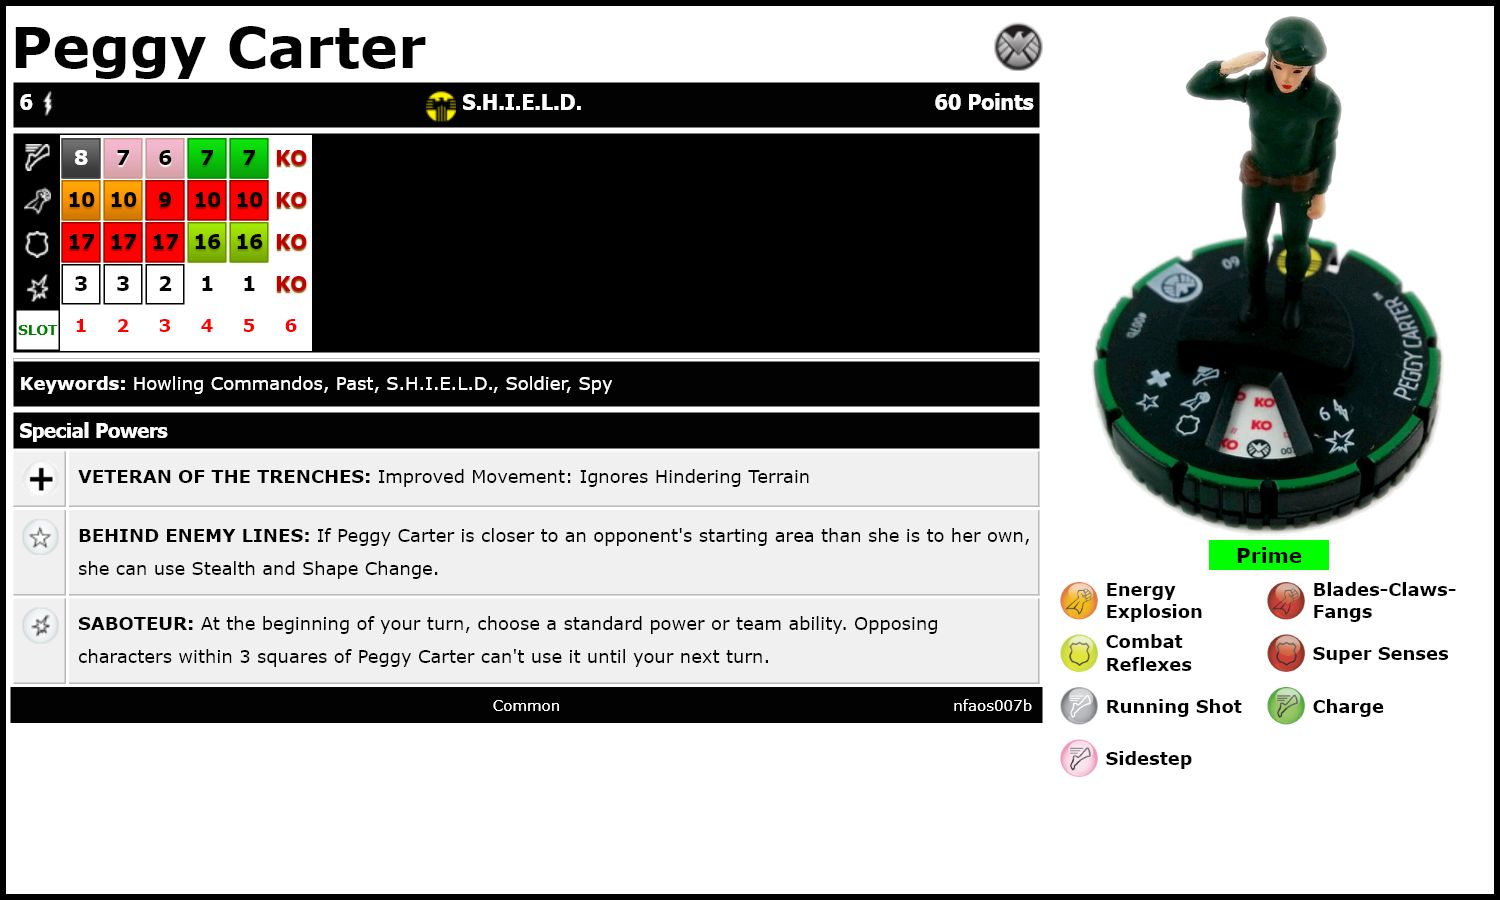 Peggy Carter
6 S.H.I.E.L.D. 60 Points
8 7 6 7 7 KO
10 10 9 10 10 KO
17 17 17 16 16 KO
3 3 2 1 1 KO
SLOT 1 2 3 4 5 6
Keywords: Howling Commandos, Past, S.H.I.E.L.D., Soldier, Spy
Special Powers
VETERAN OF THE TRENCHES: Improved Movement: Ignores Hindering Terrain
BEHIND ENEMY LINES: If Peggy Carter is closer to an opponent's starting area than she is to her own,
she can use Stealth and Shape Change.
SABOTEUR: At the beginning of your turn, choose a standard power or team ability. Opposing
characters within 3 squares of Peggy Carter can't use it until your next turn.
Common nfaos007b
60
#007b
PEGGY CARTER
6
KO
KO
KO
Prime
Energy
Explosion
Blades-Claws-
Fangs
Combat
Reflexes
Super Senses
Running Shot
Charge
Sidestep